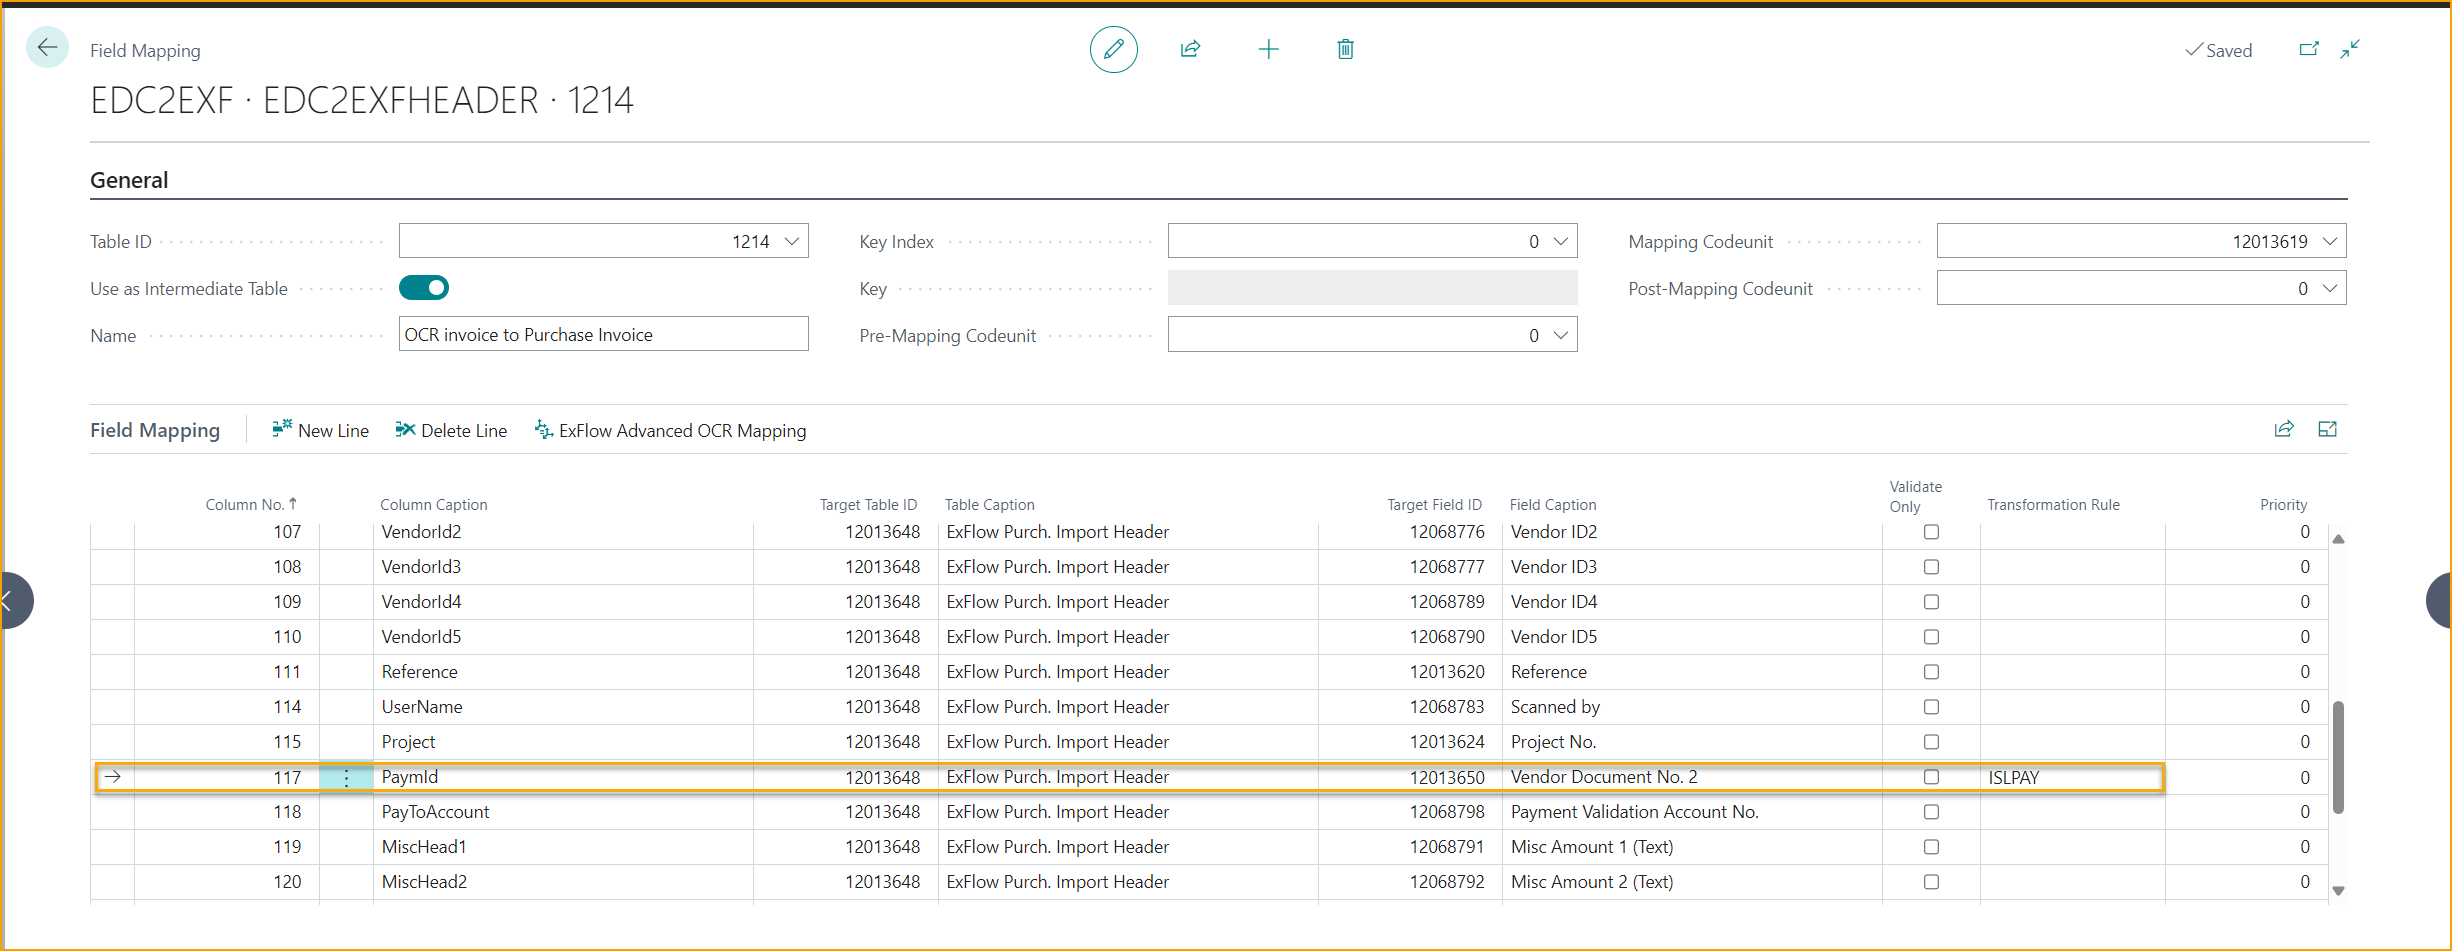 Field Mapping
Saved
EDC2EXF · EDC2EXFHEADER · 1214
General
Table ID 1214 Key Index 0 Mapping Codeunit 12013619
Use as Intermediate Table Key Post-Mapping Codeunit 0
Name OCR invoice to Purchase Invoice Pre-Mapping Codeunit 0
Field Mapping New Line Delete Line ExFlow Advanced OCR Mapping
Column No. ↑ Column Caption Target Table ID Table Caption Target Field ID Field Caption Validate Only Transformation Rule Priority
107 VendorId2 12013648 ExFlow Purch. Import Header 12068776 Vendor ID2 0
108 VendorId3 12013648 ExFlow Purch. Import Header 12068777 Vendor ID3 0
109 VendorId4 12013648 ExFlow Purch. Import Header 12068789 Vendor ID4 0
110 VendorId5 12013648 ExFlow Purch. Import Header 12068790 Vendor ID5 0
111 Reference 12013648 ExFlow Purch. Import Header 12013620 Reference 0
114 UserName 12013648 ExFlow Purch. Import Header 12068783 Scanned by 0
115 Project 12013648 ExFlow Purch. Import Header 12013624 Project No. 0
117 PaymId 12013648 ExFlow Purch. Import Header 12013650 Vendor Document No. 2 ISLPAY 0
118 PayToAccount 12013648 ExFlow Purch. Import Header 12068798 Payment Validation Account No. 0
119 MiscHead1 12013648 ExFlow Purch. Import Header 12068791 Misc Amount 1 (Text) 0
120 MiscHead2 12013648 ExFlow Purch. Import Header 12068792 Misc Amount 2 (Text) 0